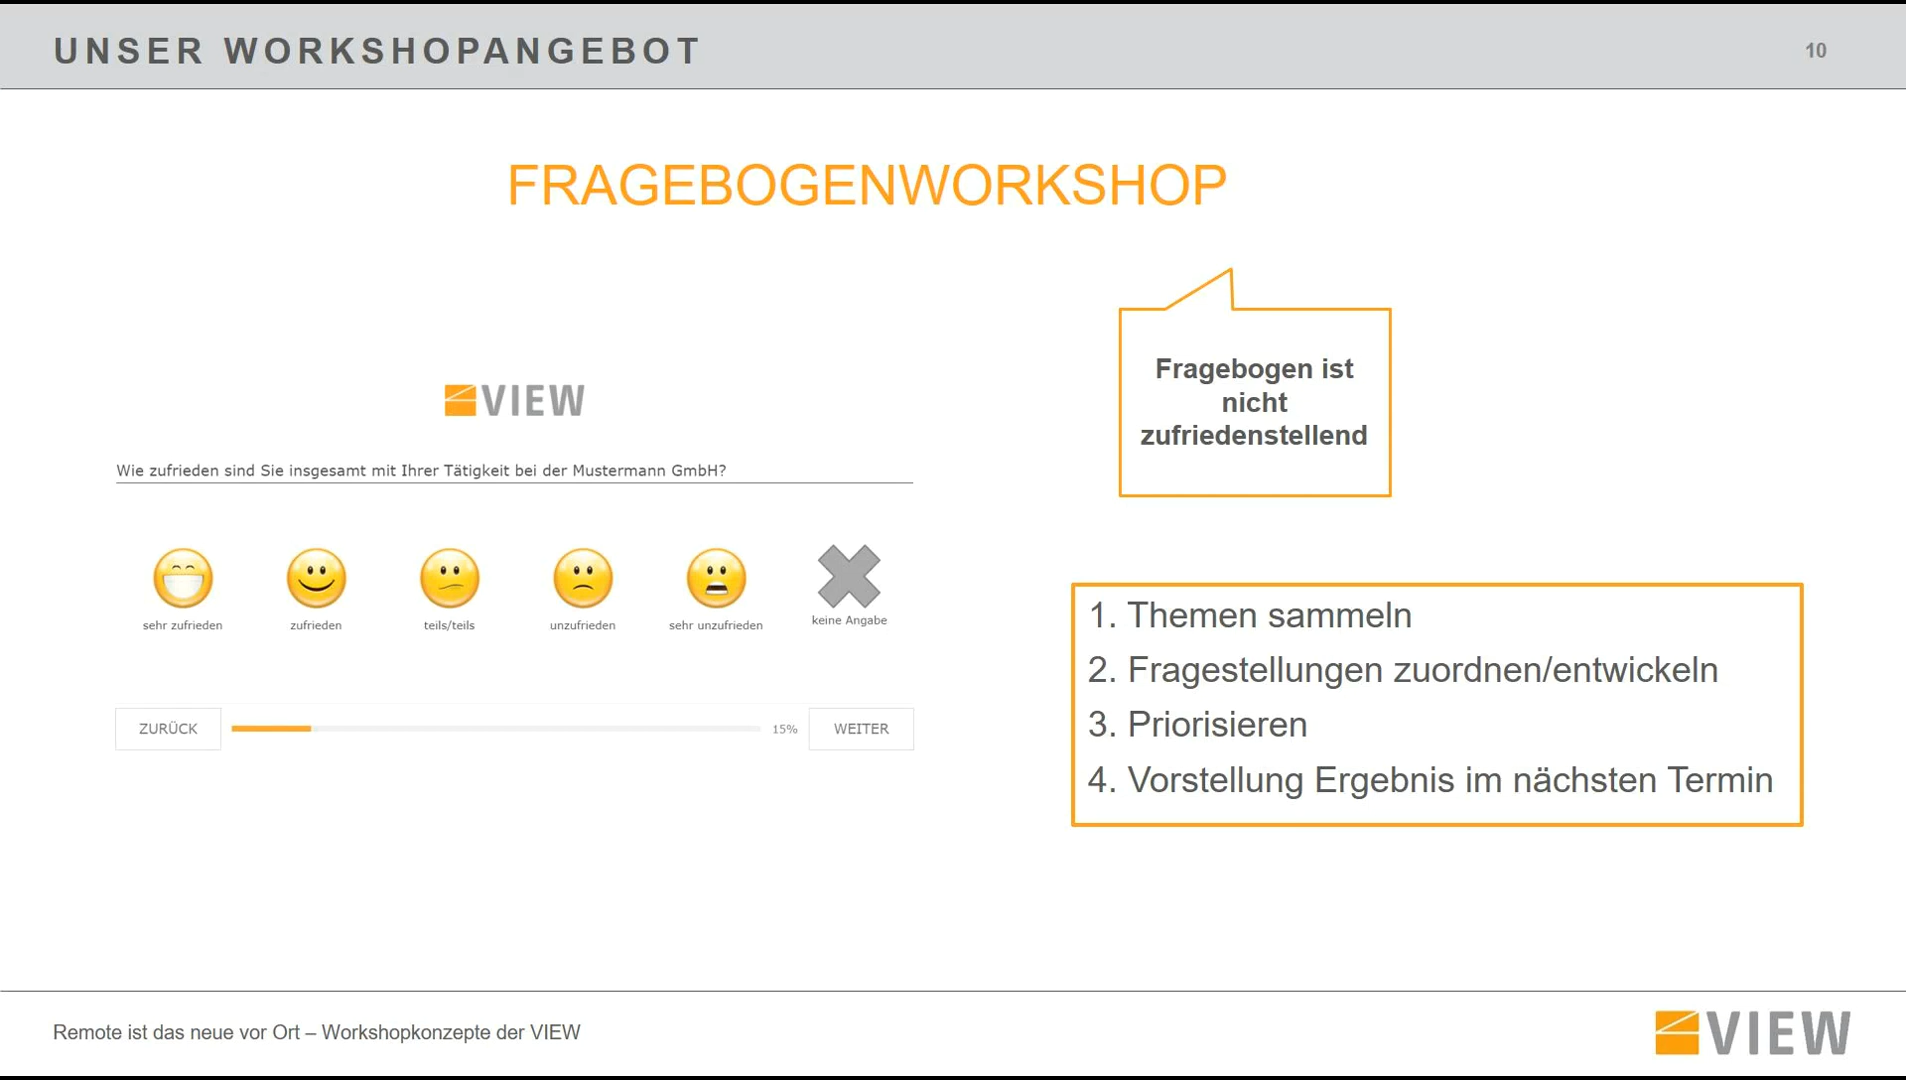 UNSER WORKSHOPANGEBOT
10
FRAGEBOGENWORKSHOP
Fragebogen ist
nicht
zufriedenstellend
VIEW
Wie zufrieden sind Sie insgesamt mit Ihrer Tätigkeit bei der Mustermann GmbH?
sehr zufrieden
zufrieden
teils/teils
unzufrieden
sehr unzufrieden
keine Angabe
ZURÜCK
15%
WEITER
1. Themen sammeln
2. Fragestellungen zuordnen/entwickeln
3. Priorisieren
4. Vorstellung Ergebnis im nächsten Termin
Remote ist das neue vor Ort – Workshopkonzepte der VIEW
VIEW